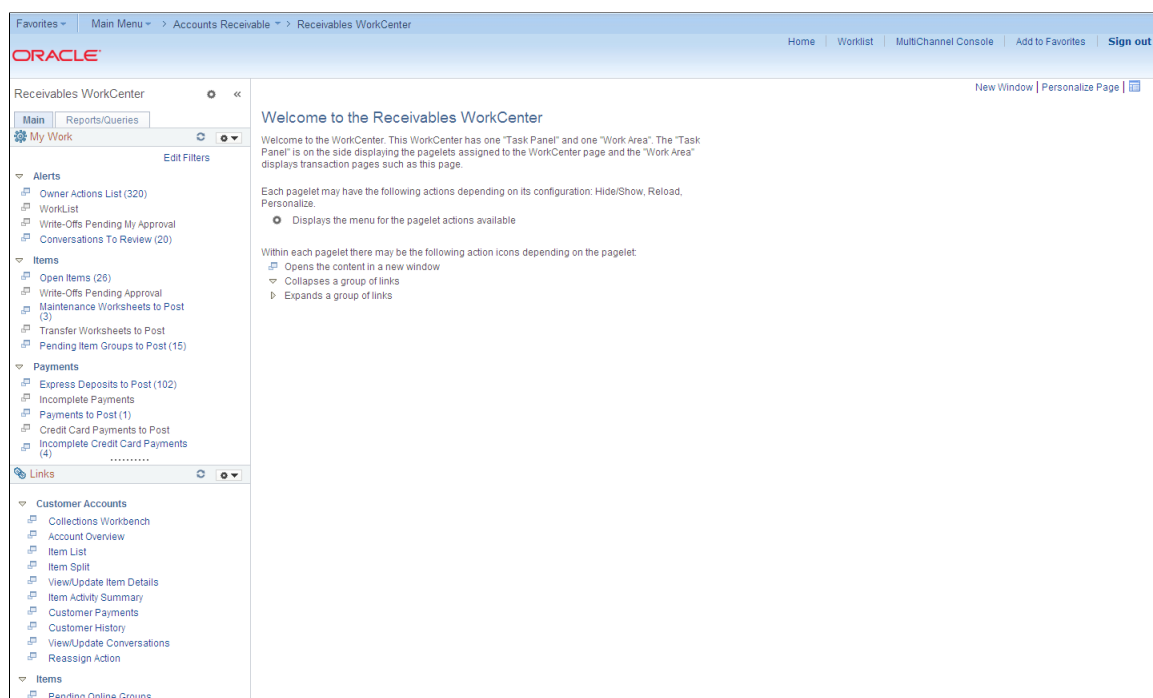 Favorites Main Menu > Accounts Receivable > Receivables WorkCenter
Home Worklist MultiChannel Console Add to Favorites Sign out
ORACLE
New Window | Personalize Page |
Receivables WorkCenter «
Main Reports/Queries
My Work
Edit Filters
Alerts
Owner Actions List (320)
WorkList
Write-Offs Pending My Approval
Conversations To Review (20)
Items
Open Items (26)
Write-Offs Pending Approval
Maintenance Worksheets to Post
(3)
Transfer Worksheets to Post
Pending Item Groups to Post (15)
Payments
Express Deposits to Post (102)
Incomplete Payments
Payments to Post (1)
Credit Card Payments to Post
Incomplete Credit Card Payments
(4)
Links
Customer Accounts
Collections Workbench
Account Overview
Item List
Item Split
View/Update Item Details
Item Activity Summary
Customer Payments
Customer History
View/Update Conversations
Reassign Action
Items
Pending Online Groups
Welcome to the Receivables WorkCenter
Welcome to the WorkCenter. This WorkCenter has one "Task Panel" and one "Work Area". The "Task
Panel" is on the side displaying the pagelets assigned to the WorkCenter page and the "Work Area"
displays transaction pages such as this page.
Each pagelet may have the following actions depending on its configuration: Hide/Show, Reload,
Personalize.
Displays the menu for the pagelet actions available
Within each pagelet there may be the following action icons depending on the pagelet:
Opens the content in a new window
Collapses a group of links
Expands a group of links